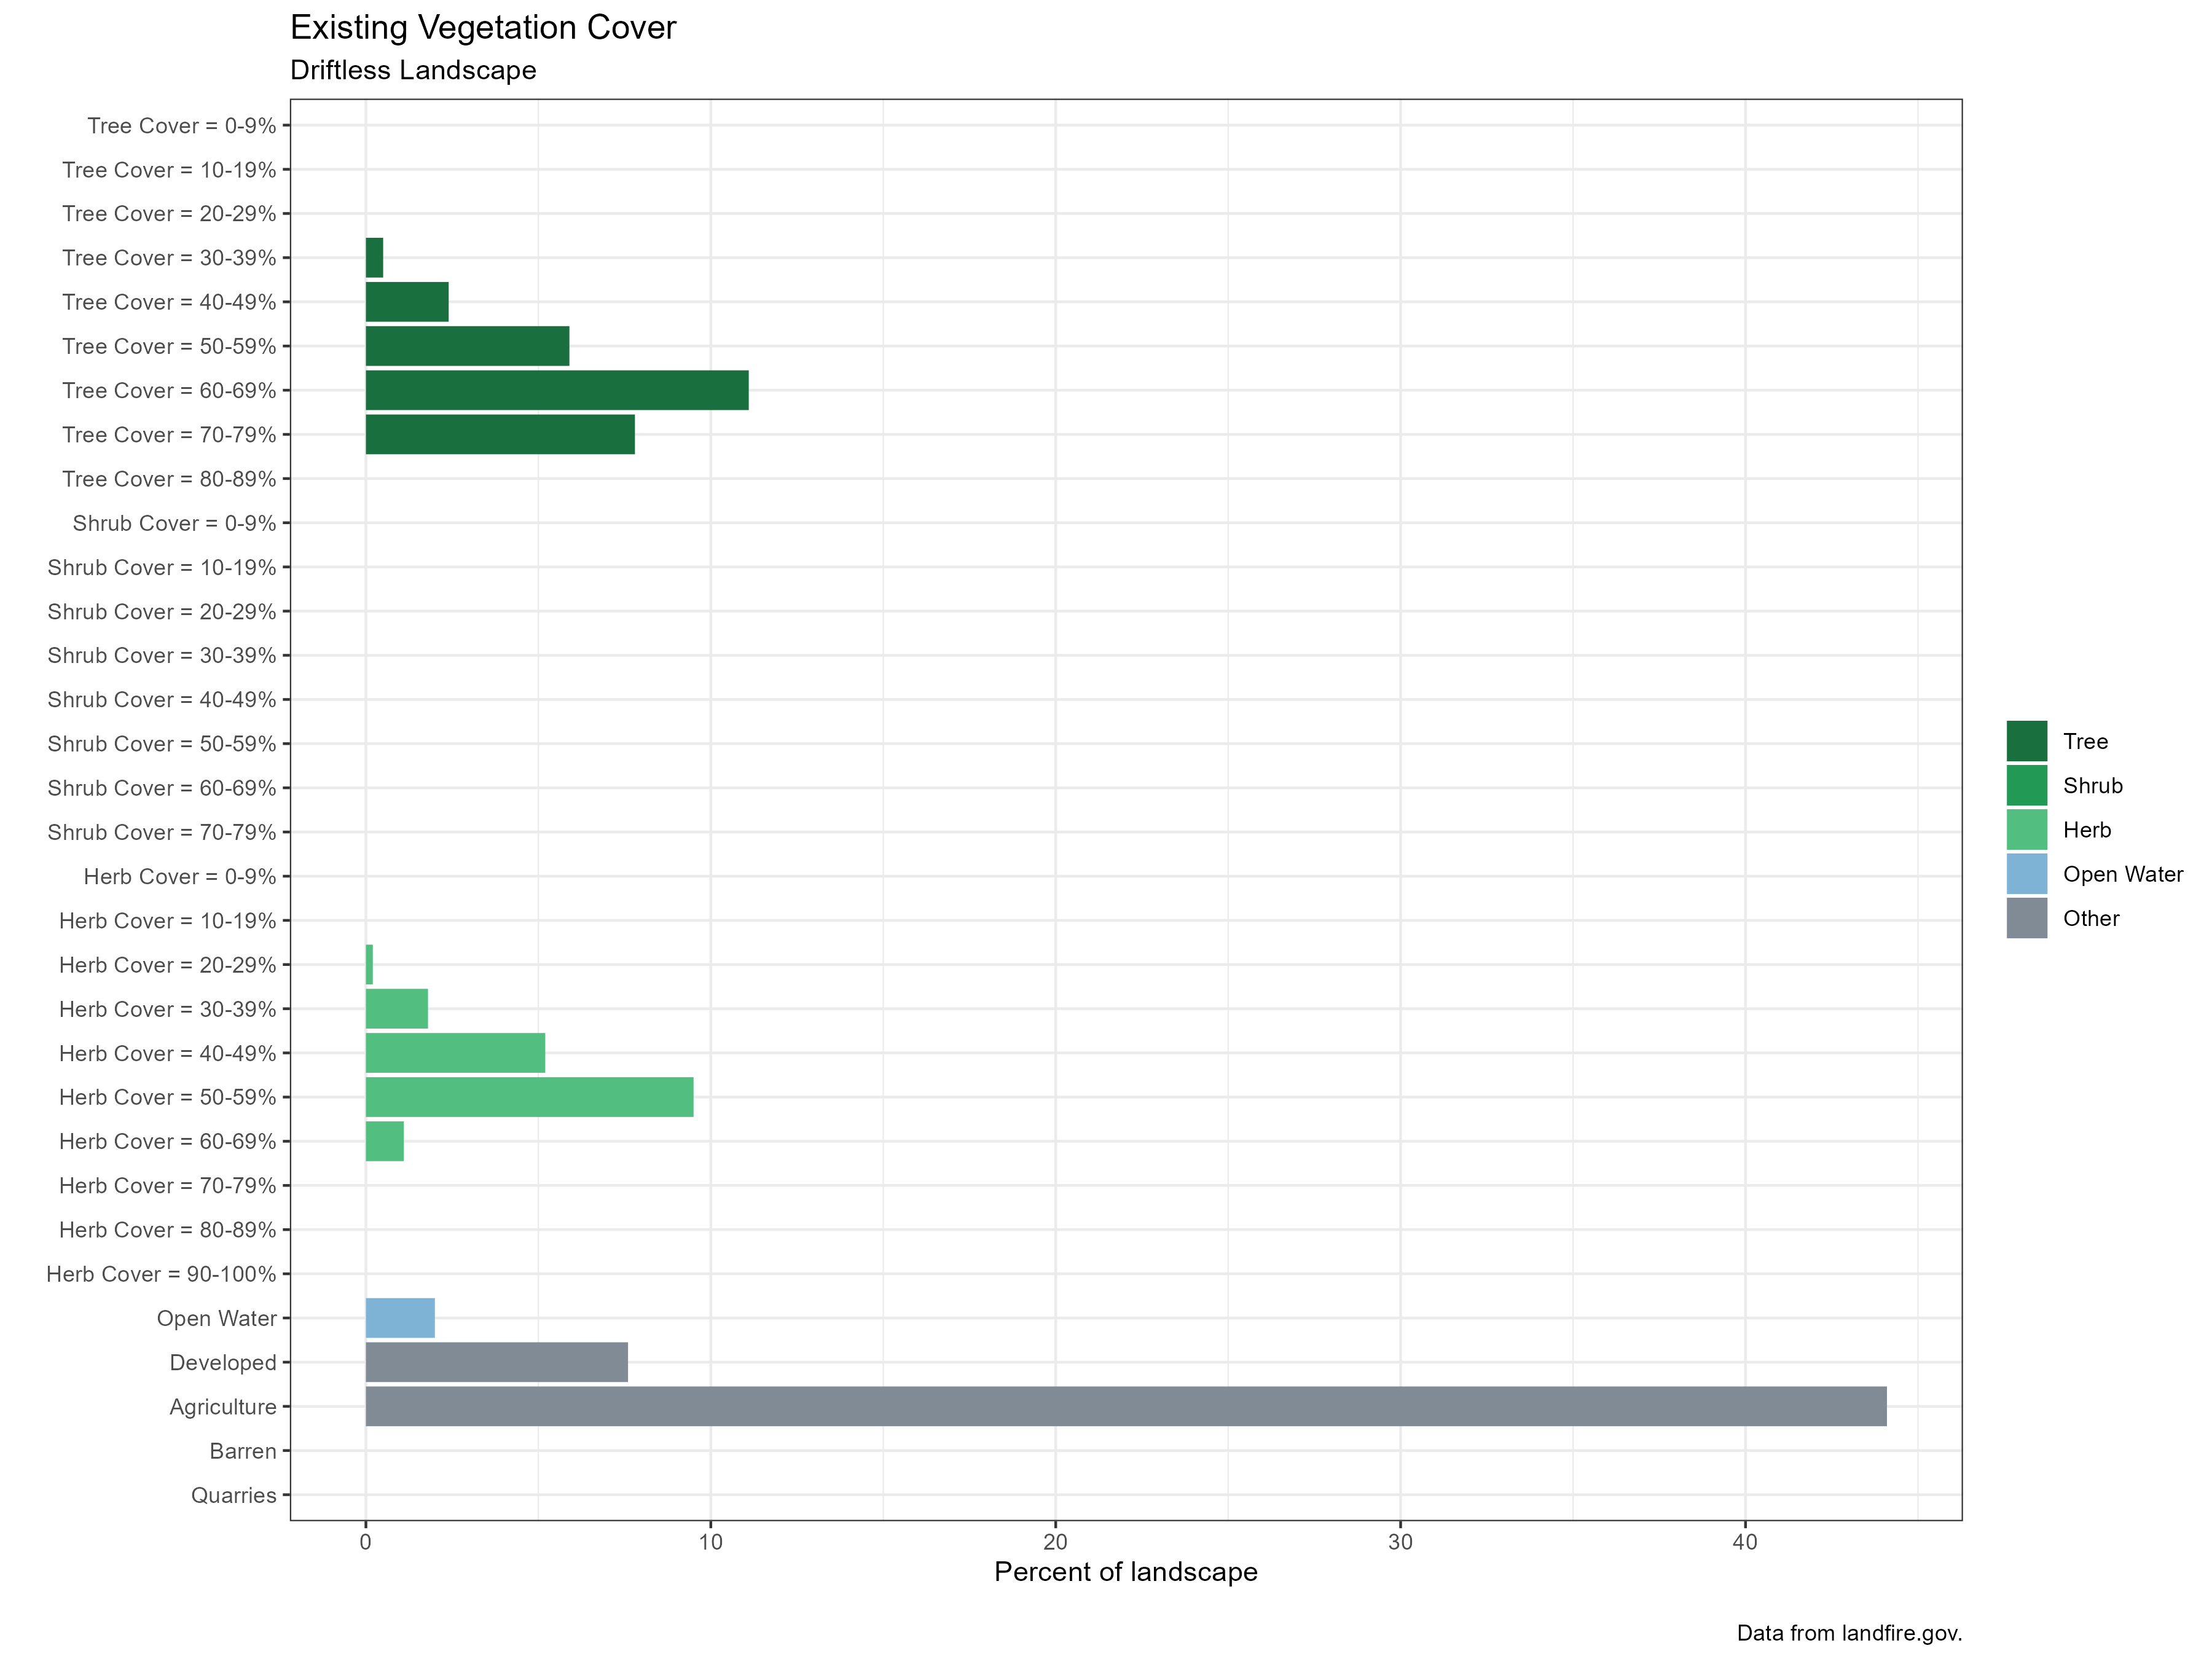 Existing Vegetation Cover
Driftless Landscape
Tree Cover = 0-9%
Tree Cover = 10-19%
Tree Cover = 20-29%
Tree Cover = 30-39%
Tree Cover = 40-49%
Tree Cover = 50-59%
Tree Cover = 60-69%
Tree Cover = 70-79%
Tree Cover = 80-89%
Shrub Cover = 0-9%
Shrub Cover = 10-19%
Shrub Cover = 20-29%
Shrub Cover = 30-39%
Shrub Cover = 40-49%
Shrub Cover = 50-59%
Shrub Cover = 60-69%
Shrub Cover = 70-79%
Herb Cover = 0-9%
Herb Cover = 10-19%
Herb Cover = 20-29%
Herb Cover = 30-39%
Herb Cover = 40-49%
Herb Cover = 50-59%
Herb Cover = 60-69%
Herb Cover = 70-79%
Herb Cover = 80-89%
Herb Cover = 90-100%
Open Water
Developed
Agriculture
Barren
Quarries
0 10 20 30 40
Percent of landscape
Tree
Shrub
Herb
Open Water
Other
Data from landfire.gov.